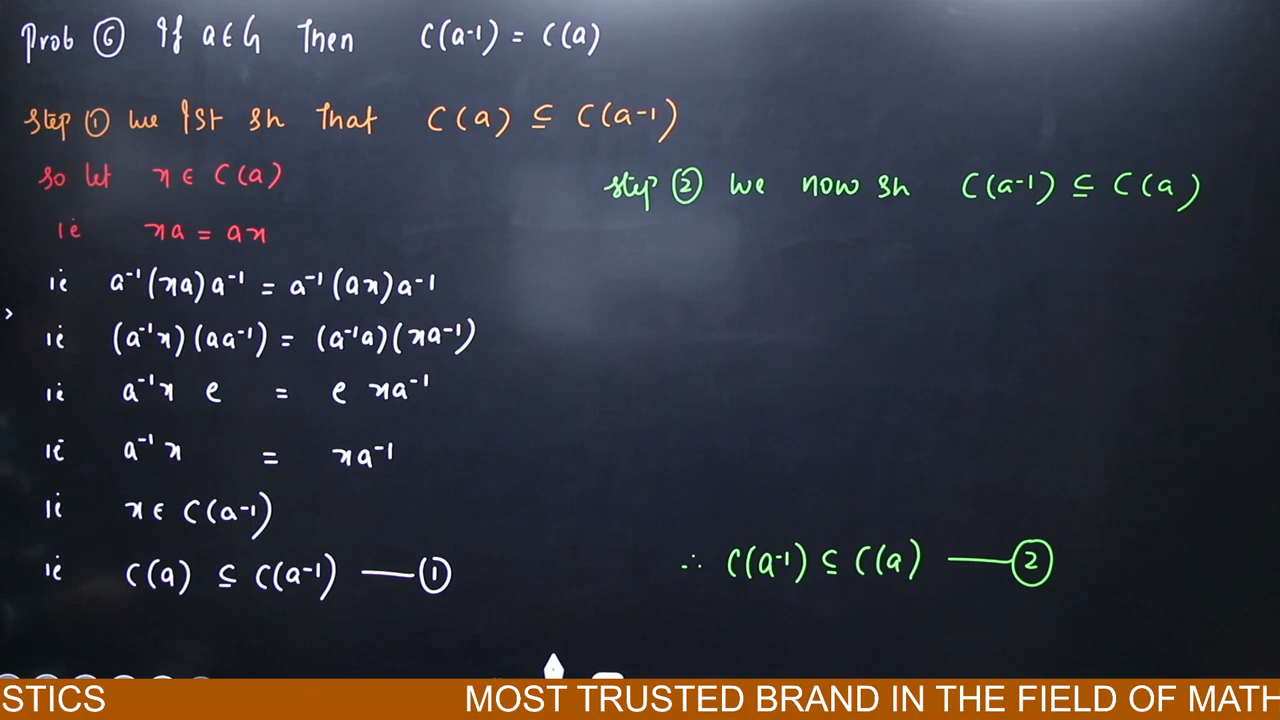 Prob ⑥ If a∈G Then C(a-1) = C(a)
Step ① we Ist sh That C(a) ⊆ C(a-1)
so let x ∈ C(a)
ie xa = ax
ie a⁻¹(xa)a⁻¹ = a⁻¹(ax)a⁻¹
ie (a⁻¹x)(aa⁻¹) = (a⁻¹a)(xa⁻¹)
ie a⁻¹x e = e xa⁻¹
ie a⁻¹x = xa⁻¹
ie x∈ C(a-1)
ie C(a) ⊆ C(a-1) —— ①
Step ② we now sh C(a-1) ⊆ C(a)
∴ C(a-1) ⊆ C(a) —— ②
STICS MOST TRUSTED BRAND IN THE FIELD OF MATH